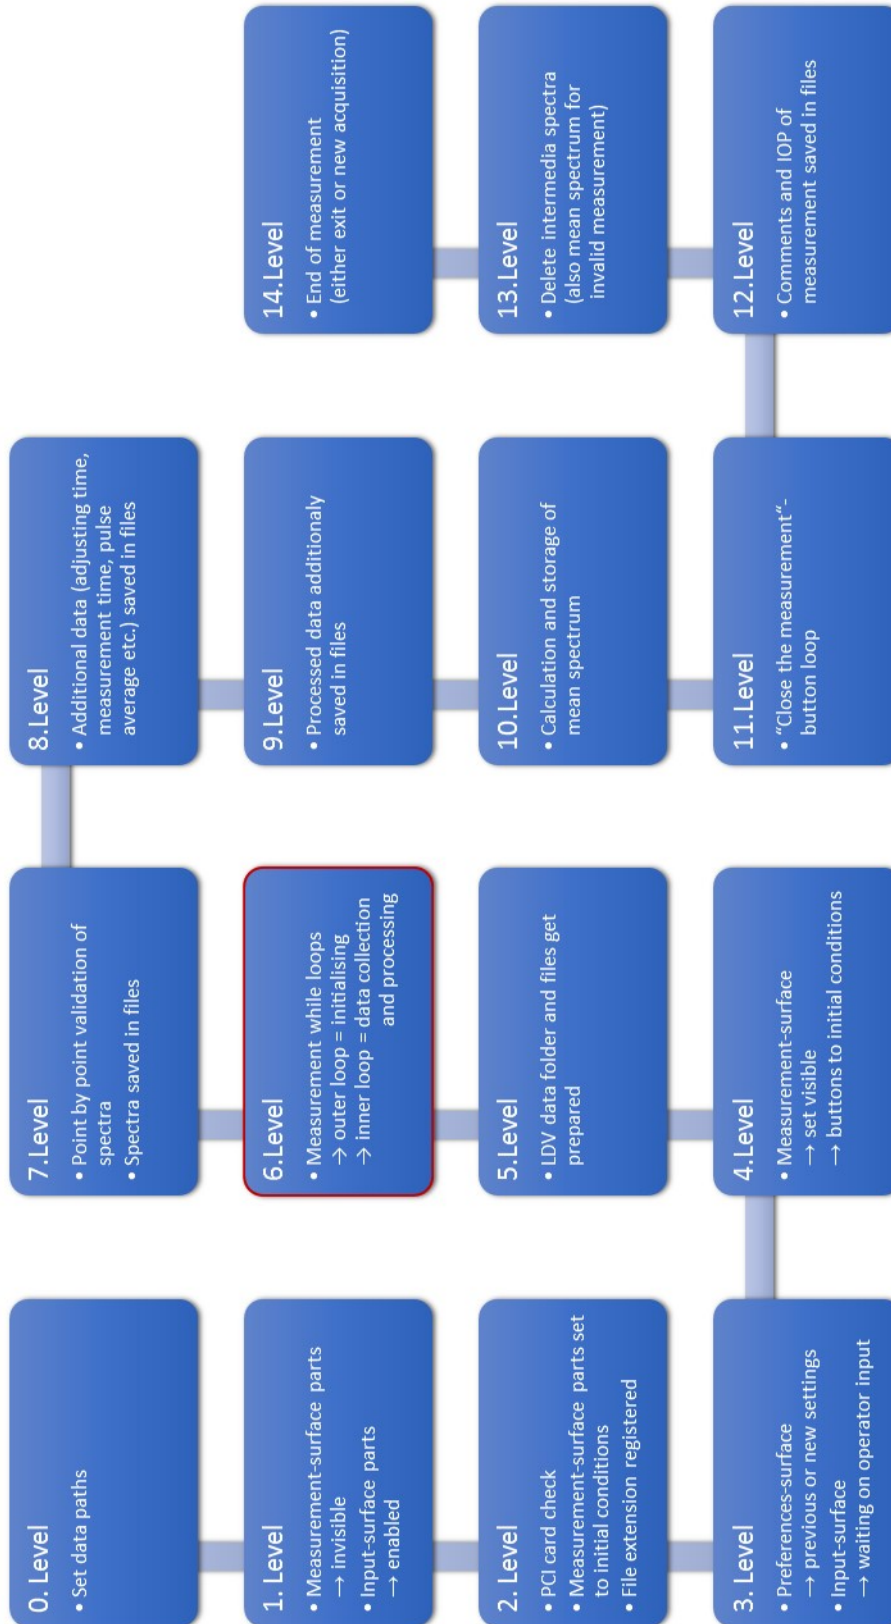 0. Level
• Set data paths
1. Level
• Measurement-surface parts
→ invisible
• Input-surface parts
→ enabled
2. Level
• PCI card check
• Measurement-surface parts set
to initial conditions
• File extension registered
3. Level
• Preferences-surface
→ previous or new settings
• Input-surface
→ waiting on operator input
4.Level
• Measurement-surface
→ set visible
→ buttons to initial conditions
5.Level
• LDV data folder and files get
prepared
6.Level
• Measurement while loops
→ outer loop = initialising
→ inner loop = data collection
and processing
7.Level
• Point by point validation of
spectra
• Spectra saved in files
8.Level
• Additional data (adjusting time,
measurement time, pulse
average etc.) saved in files
9.Level
• Processed data additionaly
saved in files
10.Level
• Calculation and storage of
mean spectrum
11.Level
• “Close the measurement“-
button loop
12.Level
• Comments and IOP of
measurement saved in files
13.Level
• Delete intermedia spectra
(also mean spectrum for
invalid measurement)
14.Level
• End of measurement
(either exit or new acquisition)